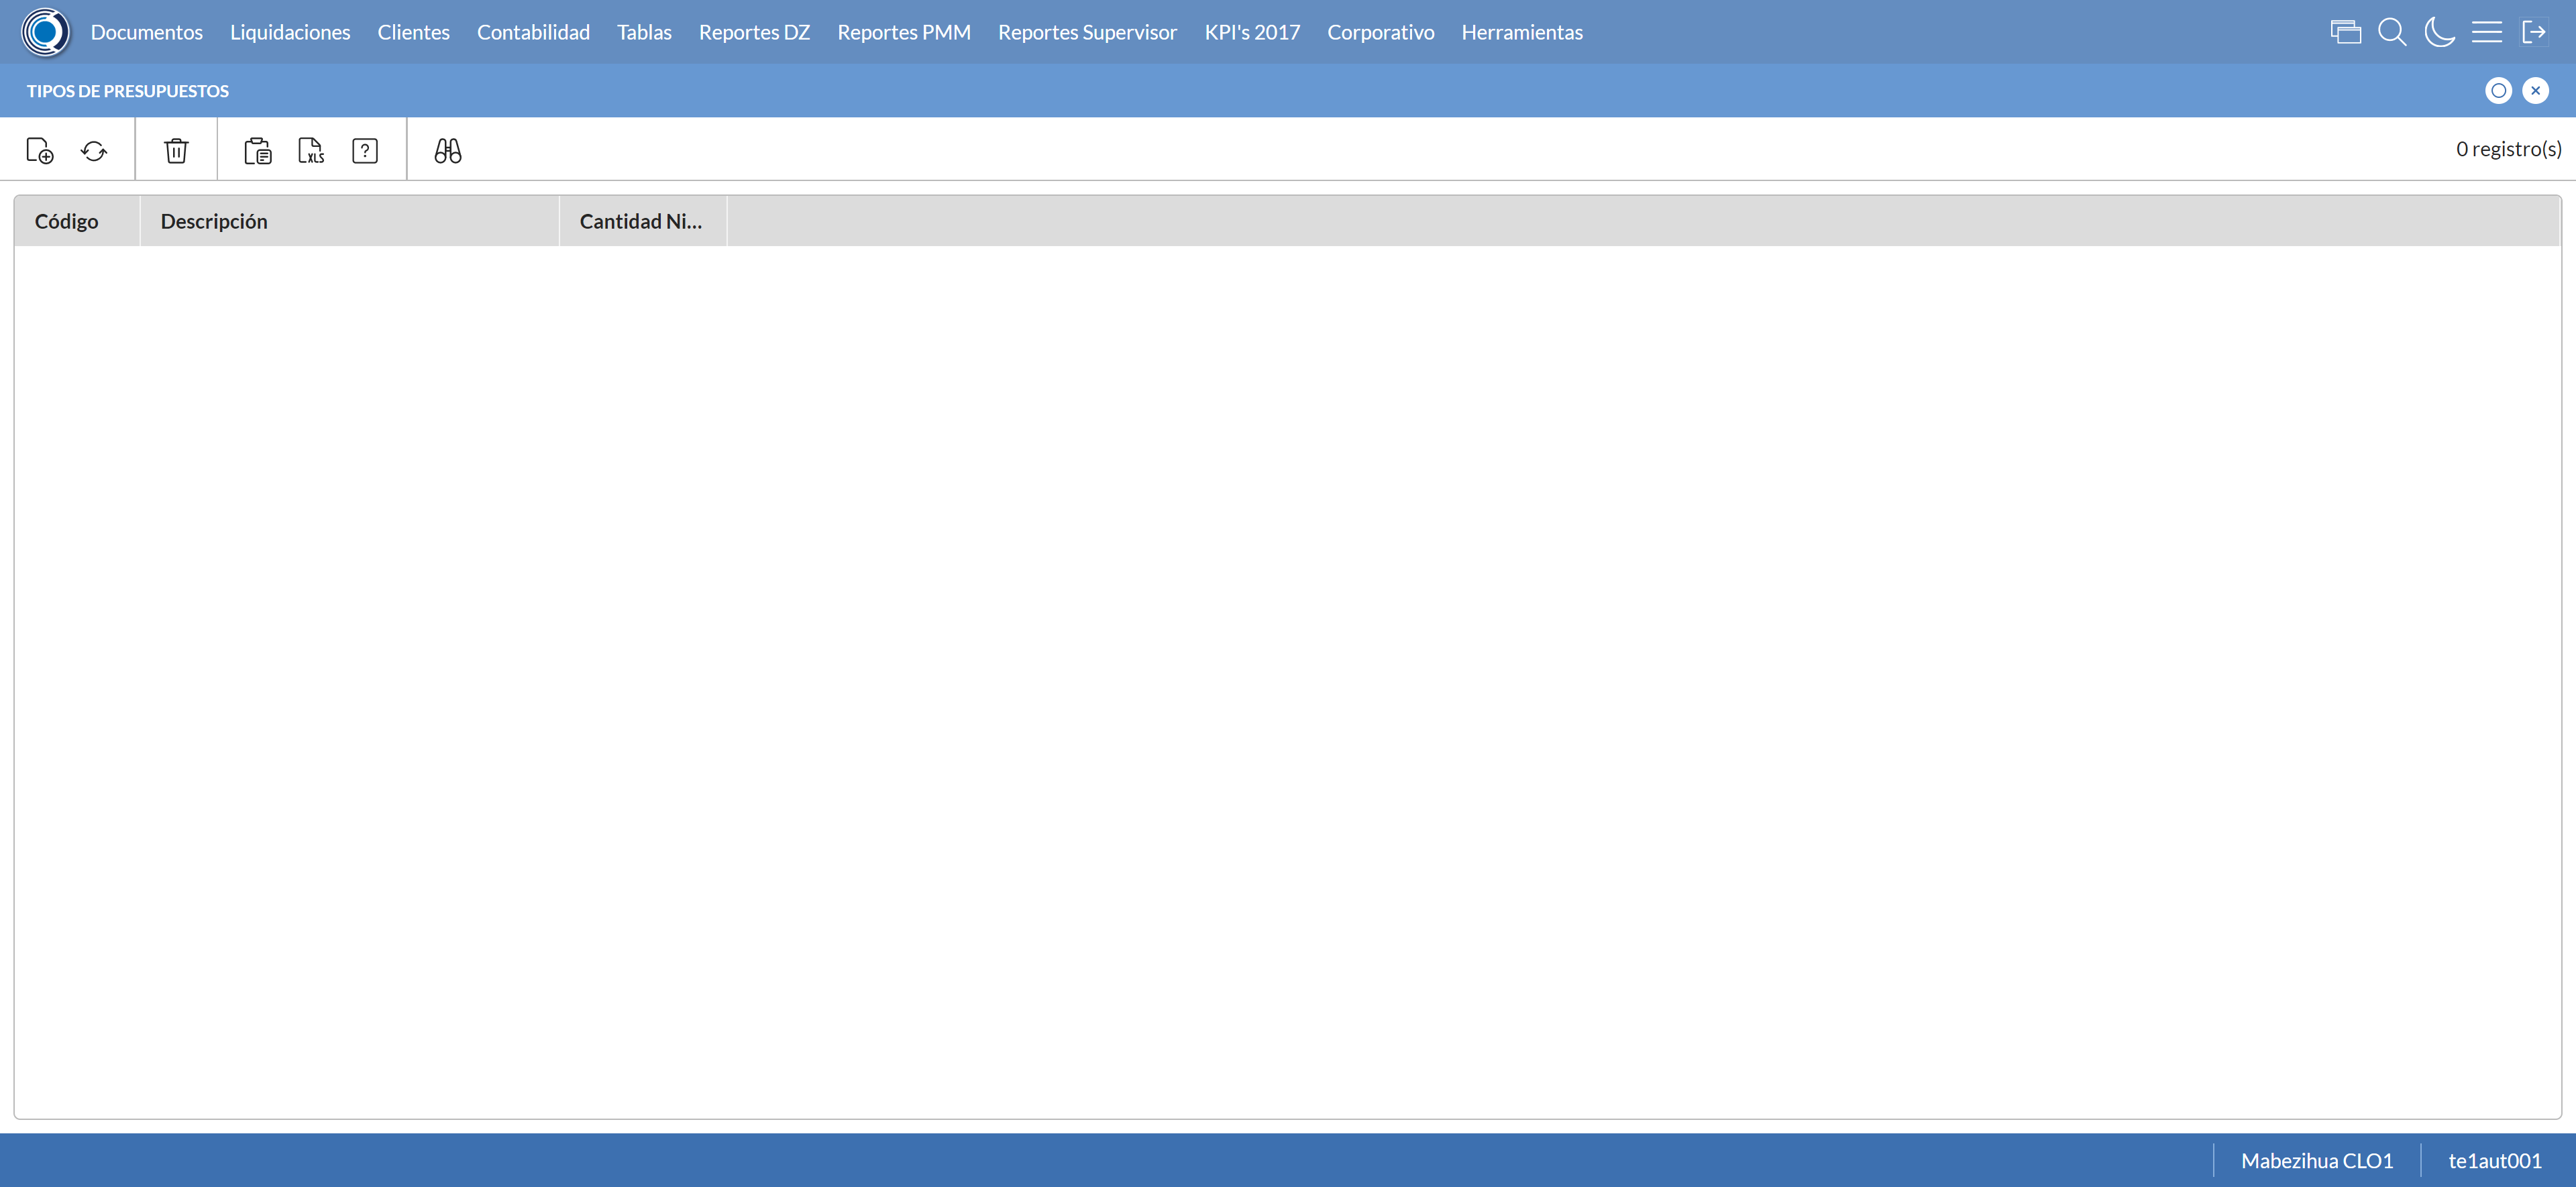 Documentos Liquidaciones Clientes Contabilidad Tablas Reportes DZ Reportes PMM Reportes Supervisor KPI's 2017 Corporativo Herramientas
TIPOS DE PRESUPUESTOS
XLS ? 0 registro(s)
Código Descripción Cantidad Ni...
Mabezihua CLO1 te1aut001